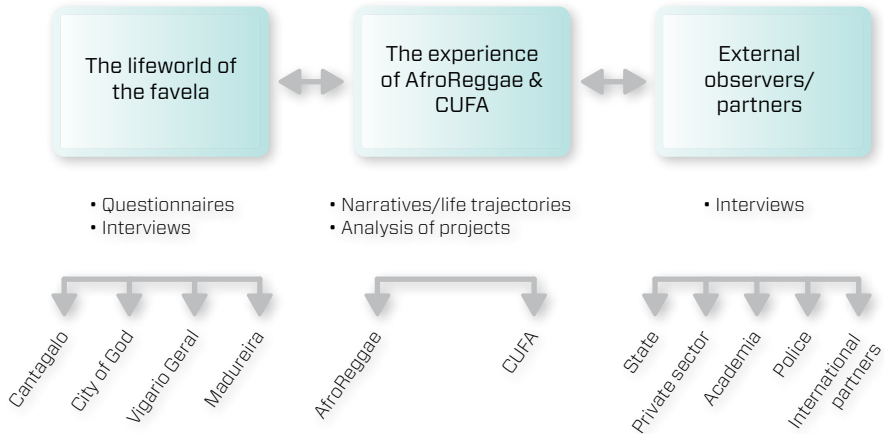 The lifeworld of
the favela
The experience
of AfroReggae &
CUFA
External
observers/
partners
• Questionnaires
• Interviews
• Narratives/life trajectories
• Analysis of projects
• Interviews
Cantagalo
City of God
Vigario Geral
Madureira
AfroReggae
CUFA
State
Private sector
Academia
Police
International
partners